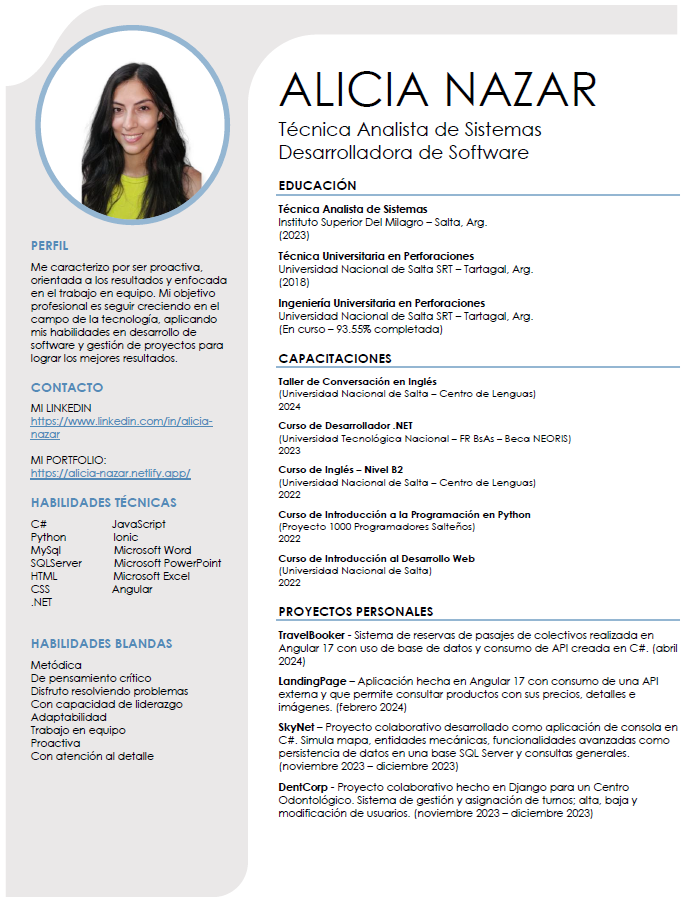 ALICIA NAZAR
Técnica Analista de Sistemas
Desarrolladora de Software
PERFIL
Me caracterizo por ser proactiva,
orientada a los resultados y enfocada
en el trabajo en equipo. Mi objetivo
profesional es seguir creciendo en el
campo de la tecnología, aplicando
mis habilidades en desarrollo de
software y gestión de proyectos para
lograr los mejores resultados.
CONTACTO
MI LINKEDIN
https://www.linkedin.com/in/alicia-
nazar
MI PORTFOLIO:
https://alicia-nazar.netlify.app/
HABILIDADES TÉCNICAS
C# JavaScript
Python Ionic
MySql Microsoft Word
SQLServer Microsoft PowerPoint
HTML Microsoft Excel
CSS Angular
.NET
HABILIDADES BLANDAS
Metódica
De pensamiento crítico
Disfruto resolviendo problemas
Con capacidad de liderazgo
Adaptabilidad
Trabajo en equipo
Proactiva
Con atención al detalle
EDUCACIÓN
Técnica Analista de Sistemas
Instituto Superior Del Milagro – Salta, Arg.
(2023)
Técnica Universitaria en Perforaciones
Universidad Nacional de Salta SRT – Tartagal, Arg.
(2018)
Ingeniería Universitaria en Perforaciones
Universidad Nacional de Salta SRT – Tartagal, Arg.
(En curso – 93.55% completada)
CAPACITACIONES
Taller de Conversación en Inglés
(Universidad Nacional de Salta – Centro de Lenguas)
2024
Curso de Desarrollador .NET
(Universidad Tecnológica Nacional – FR BsAs – Beca NEORIS)
2023
Curso de Inglés – Nivel B2
(Universidad Nacional de Salta – Centro de Lenguas)
2022
Curso de Introducción a la Programación en Python
(Proyecto 1000 Programadores Salteños)
2022
Curso de Introducción al Desarrollo Web
(Universidad Nacional de Salta)
2022
PROYECTOS PERSONALES
TravelBooker - Sistema de reservas de pasajes de colectivos realizada en
Angular 17 con uso de base de datos y consumo de API creada en C#. (abril
2024)
LandingPage – Aplicación hecha en Angular 17 con consumo de una API
externa y que permite consultar productos con sus precios, detalles e
imágenes. (febrero 2024)
SkyNet – Proyecto colaborativo desarrollado como aplicación de consola en
C#. Simula mapa, entidades mecánicas, funcionalidades avanzadas como
persistencia de datos en una base SQL Server y consultas generales.
(noviembre 2023 – diciembre 2023)
DentCorp - Proyecto colaborativo hecho en Django para un Centro
Odontológico. Sistema de gestión y asignación de turnos; alta, baja y
modificación de usuarios. (noviembre 2023 – diciembre 2023)